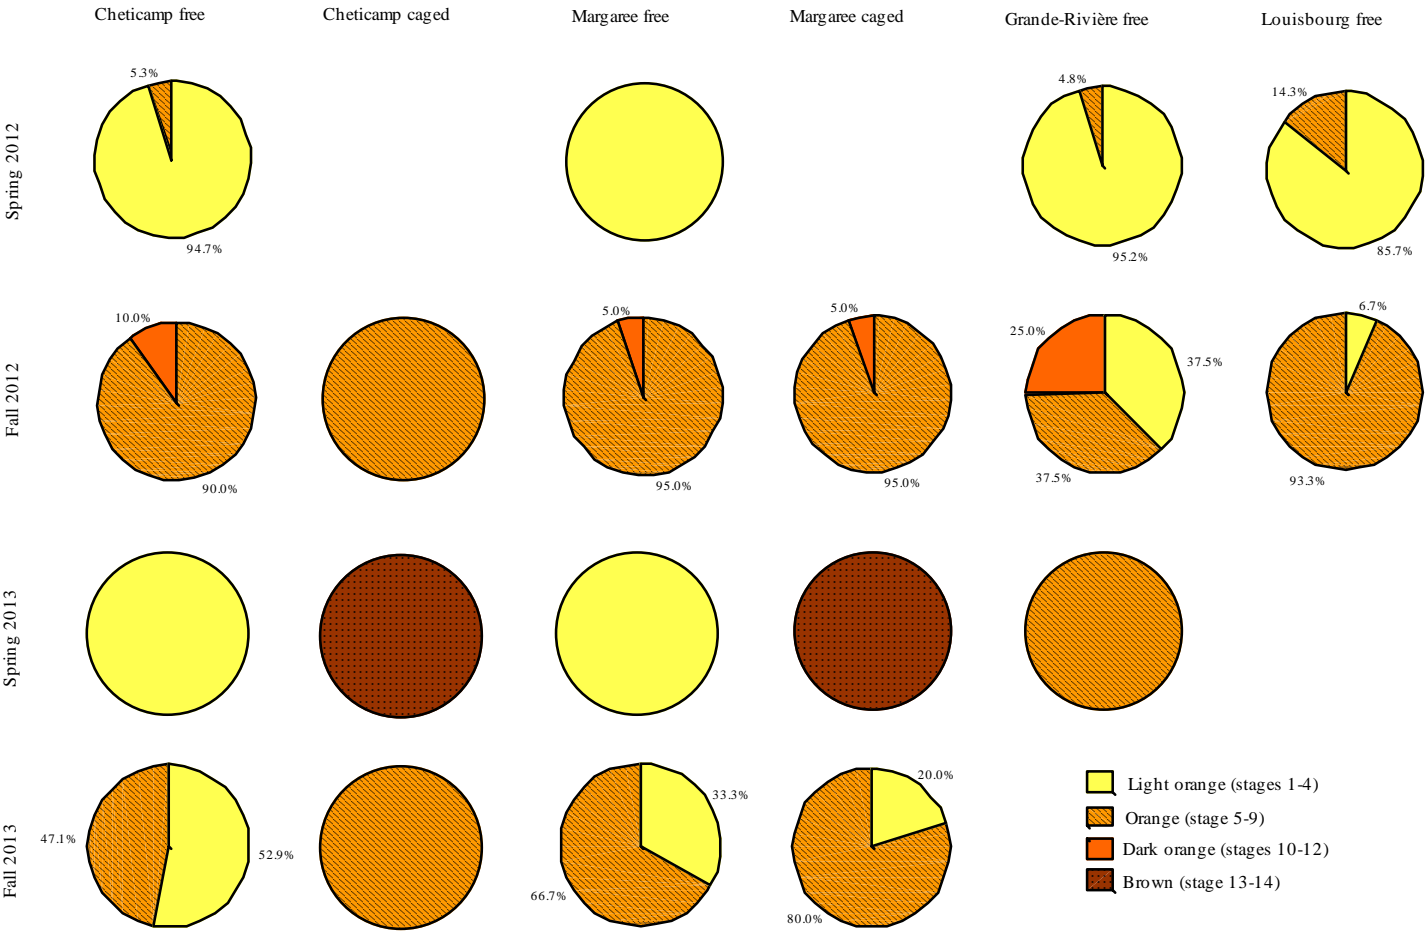 Cheticamp free
Cheticamp caged
Margaree free
Margaree caged
Grande-Rivière free
Louisbourg free
Spring 2012
5.3%
94.7%
4.8%
95.2%
14.3%
85.7%
Fall 2012
10.0%
90.0%
5.0%
95.0%
5.0%
95.0%
25.0%
37.5%
37.5%
6.7%
93.3%
Spring 2013
Fall 2013
47.1%
52.9%
33.3%
66.7%
20.0%
80.0%
Light orange (stages 1-4)
Orange (stage 5-9)
Dark orange (stages 10-12)
Brown (stage 13-14)